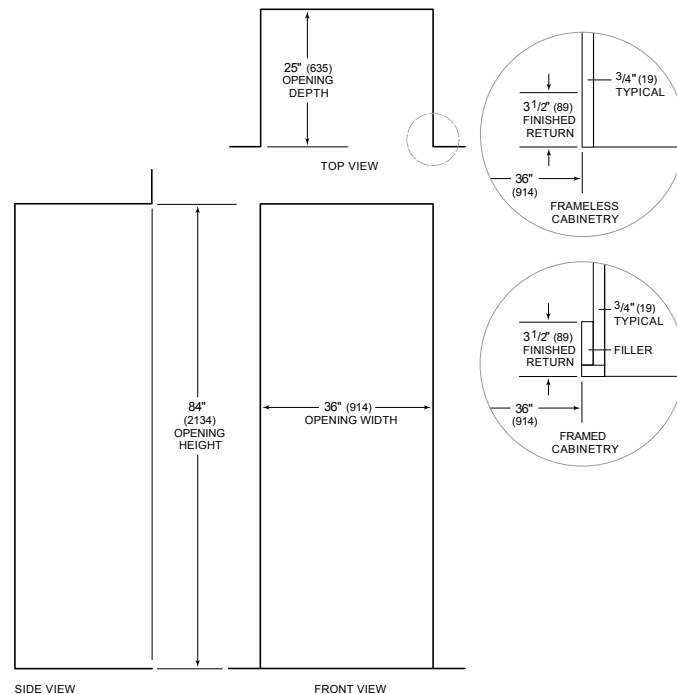 25" (635)
OPENING
DEPTH
TOP VIEW
3/4" (19)
TYPICAL
3 1/2" (89)
FINISHED
RETURN
36"
(914)
FRAMELESS
CABINETRY
3/4" (19)
TYPICAL
3 1/2" (89)
FINISHED
RETURN
FILLER
36"
(914)
FRAMED
CABINETRY
84"
(2134)
OPENING
HEIGHT
36" (914)
OPENING WIDTH
SIDE VIEW
FRONT VIEW